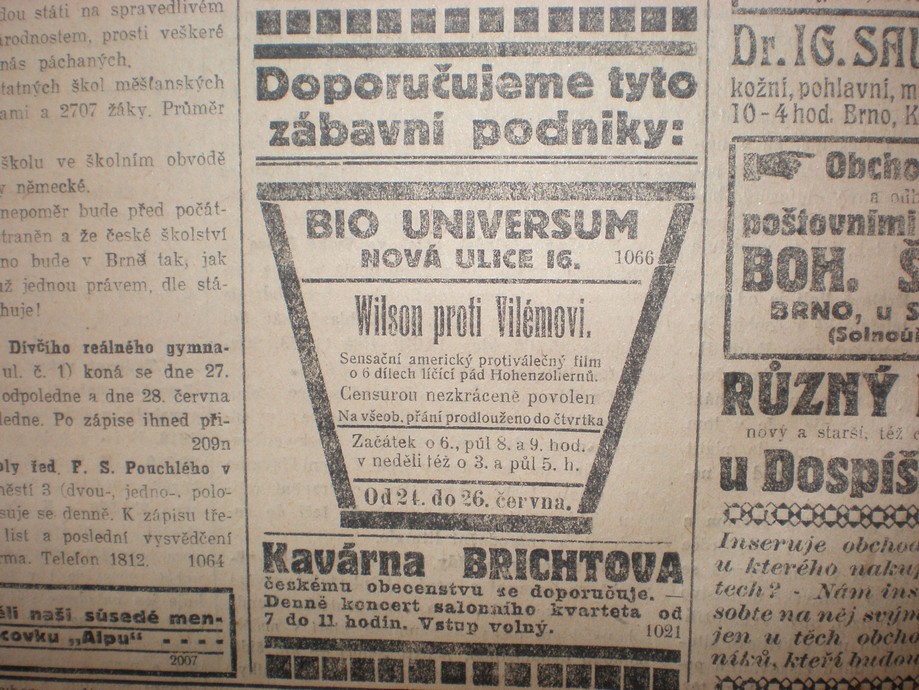 dou státi na spravedlivém
árodnostem, prosti veškeré
nás páchaných.
tatných škol měšťanských
ami a 2707 žáky. Průměr
školu ve školním obvodě
německé.
nepoměr bude před počát-
traněn a že české školství
no bude v Brně tak, jak
ž jednou právem, dle stá-
huje!
Dívčího reálného gymna-
ul. č. 1) koná se dne 27.
odpoledne a dne 28. června
ledne. Po zápise ihned při-
209n
oly řed. F. S. Pouchlého v
ěstí 3 (dvou-, jedno-, polo-
suje se denně. K zápisu tře-
list a poslední vysvědčení
rma. Telefon 1812. 1064
ěli naši súsedé men-
covku „Alpu“ - - - -
2007
Doporučujeme tyto
zábavní podniky:
BIO UNIVERSUM
NOVÁ ULICE 16. 1066
Wilson proti Vilémovi.
Sensační americký protiválečný film
o 6 dílech líčící pád Hohenzoliernů.
Censurou nezkráceně povolen
Na všeob. přání prodlouženo do čtvrtka
Začátek o 6., půl 8. a 9. hod.
v neděli též o 3. a půl 5. h.
Od 24. do 26. června.
Kavárna BRICHTOVA
českému obecenstvu se doporučuje. —
Denně koncert salonního kvarteta od
7 do 11 hodin. Vstup volný. 1021
Dr. IG. SAU
kožní, pohlavní, m
10-4 hod. Brno, K
Obcho
a
poštovními
BOH. Š
BRNO, u S
(Solnoú
RŮZNÝ
nový a starší, též
u Dospíš
Inseruje obchod
u kterého nakup
tech? - Nám ins
sobte na něj svým
jen u těch obcho
níků, kteří budou